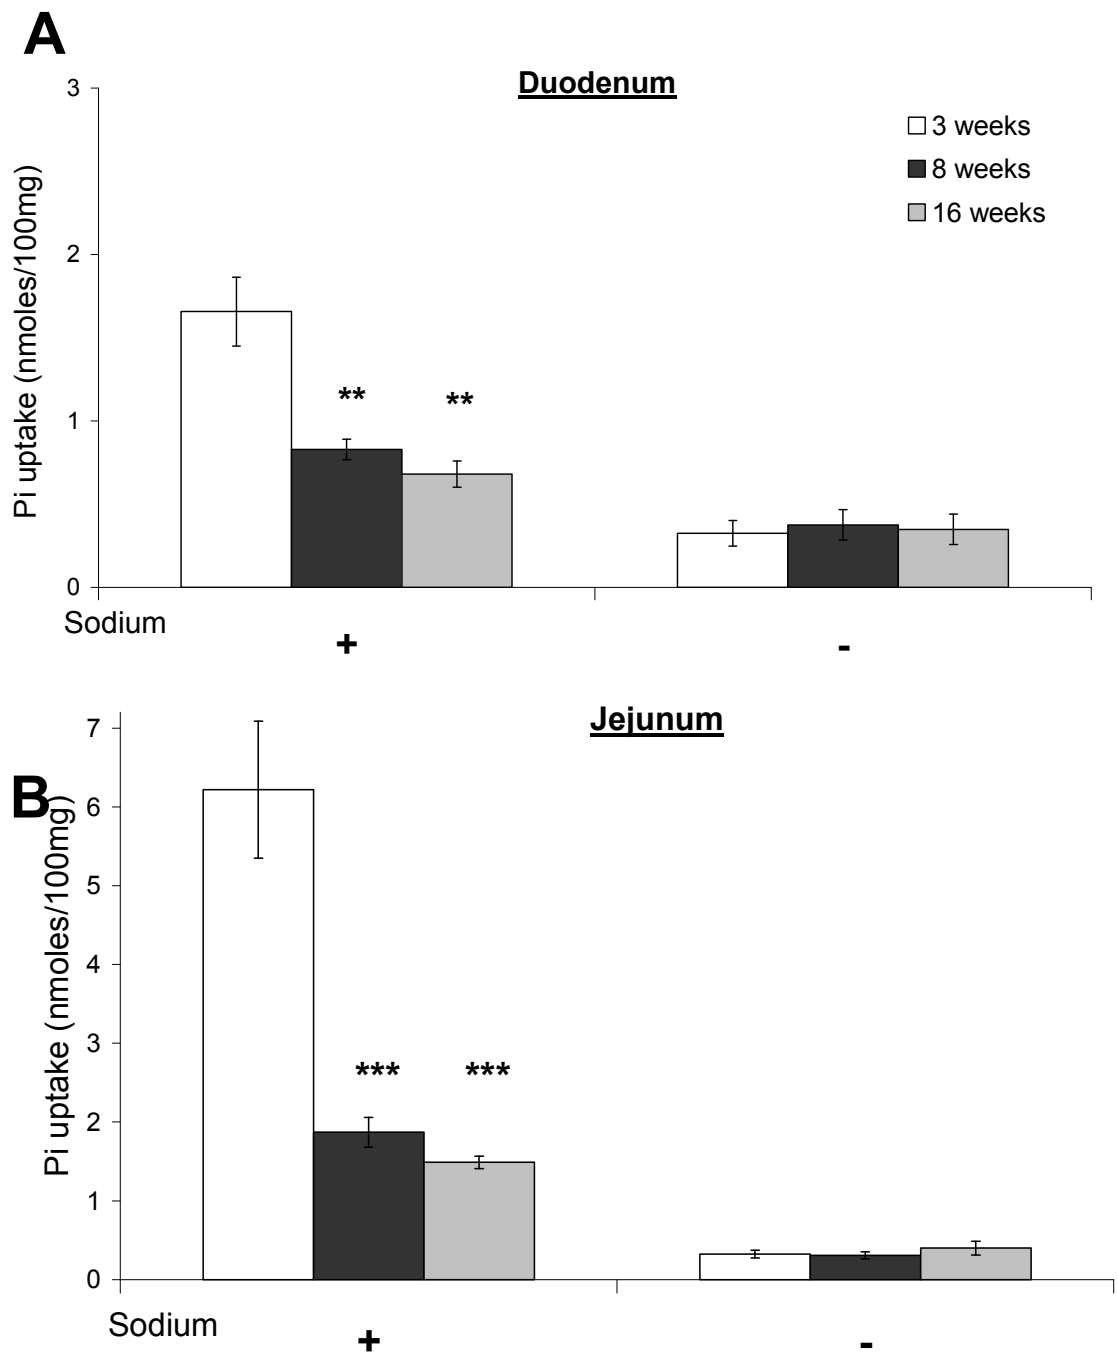 A
Duodenum
3
2
1
0
Pi uptake (nmoles/100mg)
3 weeks
8 weeks
16 weeks
**
**
Sodium
+
-
B
Jejunum
7
6
5
4
3
2
1
0
Pi uptake (nmoles/100mg)
***
***
Sodium
+
-